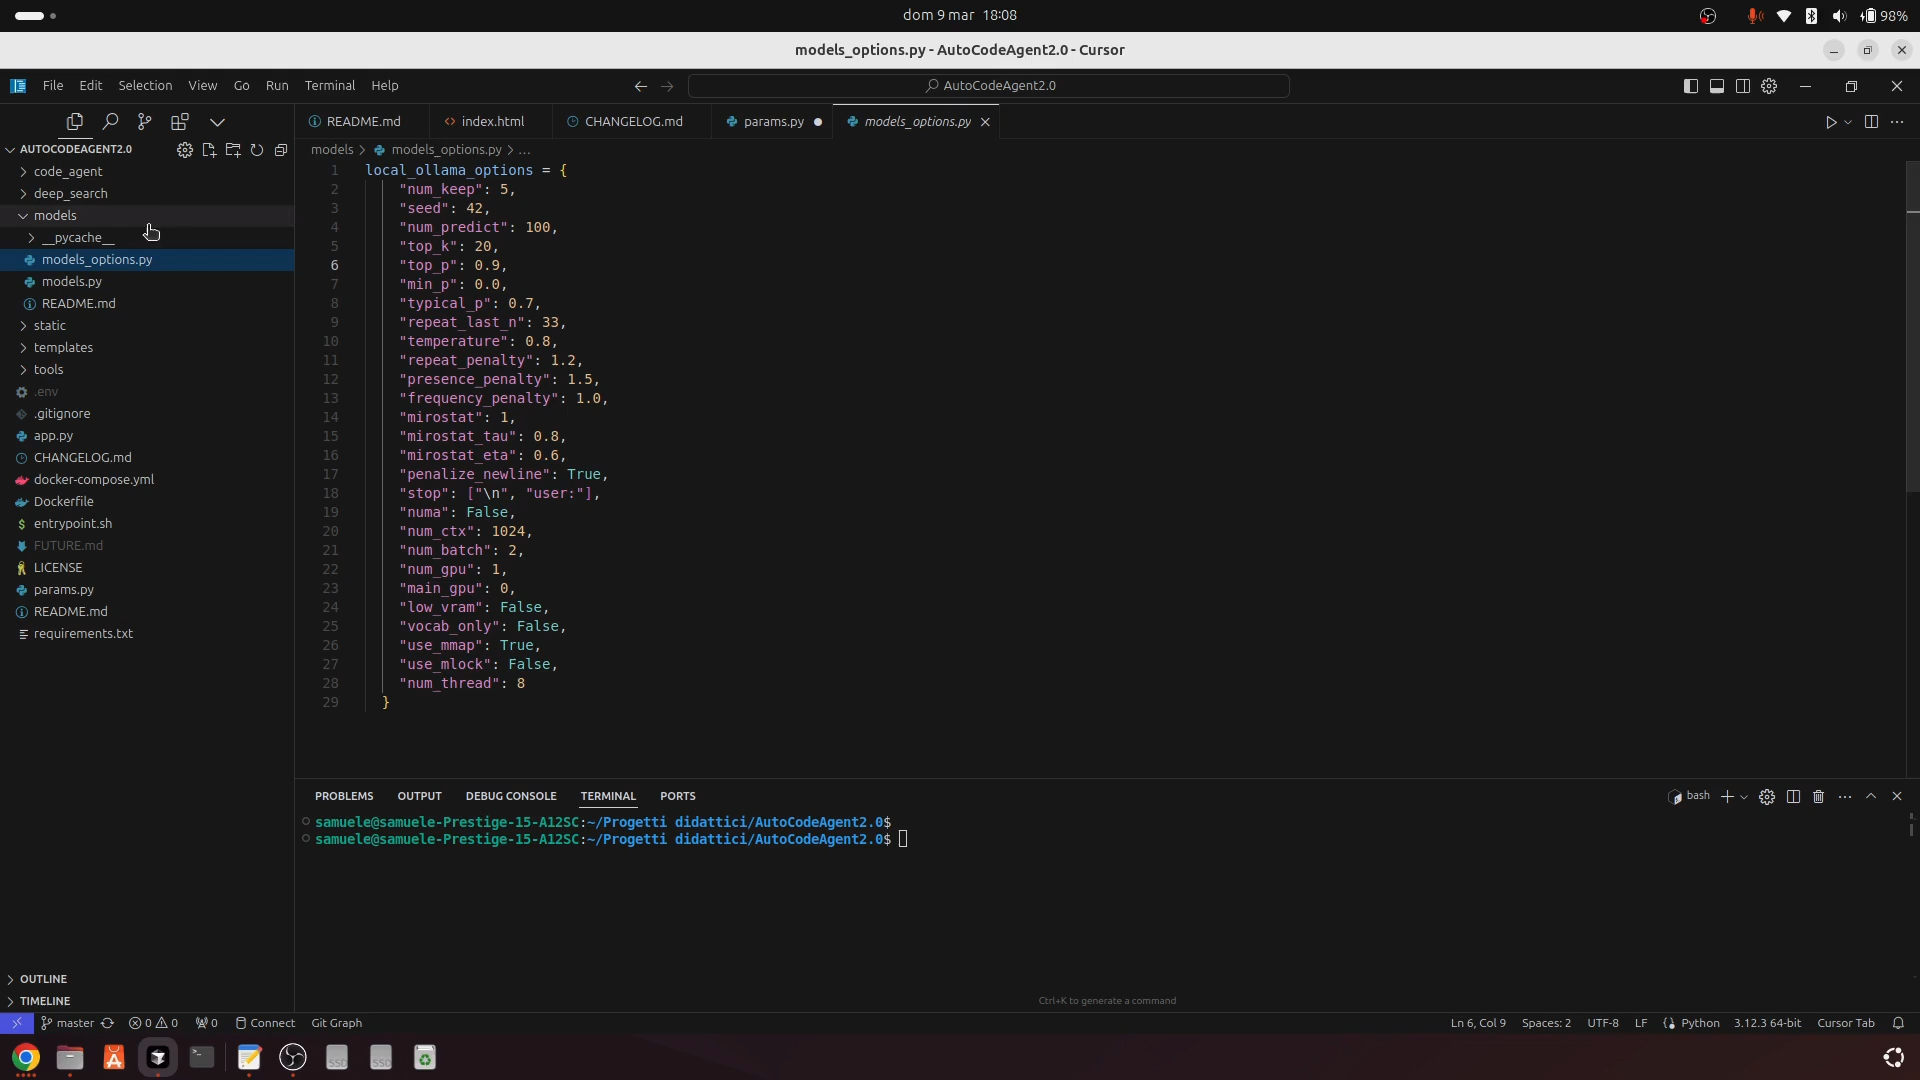 dom 9 mar 18:08
98%
models_options.py - AutoCodeAgent2.0 - Cursor
File Edit Selection View Go Run Terminal Help
AutoCodeAgent2.0
README.md
index.html
CHANGELOG.md
params.py
models_options.py
AUTOCODEAGENT2.0
code_agent
deep_search
models
__pycache__
models_options.py
models.py
README.md
static
templates
tools
.env
.gitignore
app.py
CHANGELOG.md
docker-compose.yml
Dockerfile
entrypoint.sh
FUTURE.md
LICENSE
params.py
README.md
requirements.txt
OUTLINE
TIMELINE
models > models_options.py > ...
1 local_ollama_options = {
2 "num_keep": 5,
3 "seed": 42,
4 "num_predict": 100,
5 "top_k": 20,
6 "top_p": 0.9,
7 "min_p": 0.0,
8 "typical_p": 0.7,
9 "repeat_last_n": 33,
10 "temperature": 0.8,
11 "repeat_penalty": 1.2,
12 "presence_penalty": 1.5,
13 "frequency_penalty": 1.0,
14 "mirostat": 1,
15 "mirostat_tau": 0.8,
16 "mirostat_eta": 0.6,
17 "penalize_newline": True,
18 "stop": ["\n", "user:"],
19 "numa": False,
20 "num_ctx": 1024,
21 "num_batch": 2,
22 "num_gpu": 1,
23 "main_gpu": 0,
24 "low_vram": False,
25 "vocab_only": False,
26 "use_mmap": True,
27 "use_mlock": False,
28 "num_thread": 8
29 }
PROBLEMS OUTPUT DEBUG CONSOLE TERMINAL PORTS
bash
samuele@samuele-Prestige-15-A12SC:~/Progetti didattici/AutoCodeAgent2.0$
samuele@samuele-Prestige-15-A12SC:~/Progetti didattici/AutoCodeAgent2.0$
Ctrl+K to generate a command
master 0 0 0 Connect Git Graph
Ln 6, Col 9 Spaces: 2 UTF-8 LF Python 3.12.3 64-bit Cursor Tab
SSD
SSD